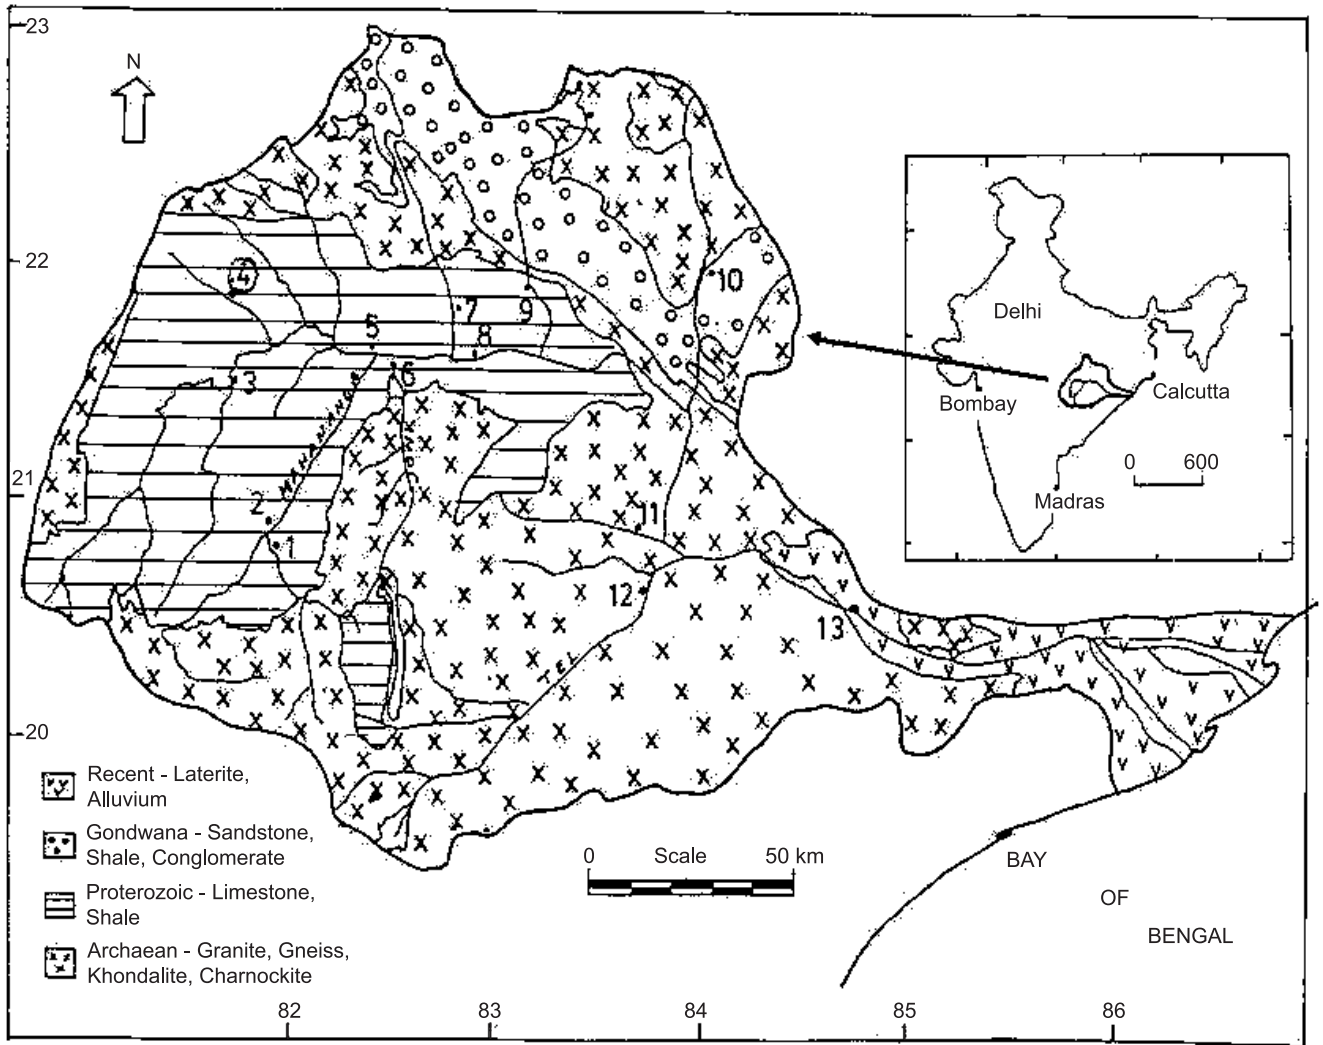 23
N
22
21
20
4
7
9
10
5
8
3
6
MAHANADI
2
1
11
12
13
TEL
Delhi
Bombay
Calcutta
0 600
Madras
Recent - Laterite,
Alluvium
Gondwana - Sandstone,
Shale, Conglomerate
Proterozoic - Limestone,
Shale
Archaean - Granite, Gneiss,
Khondalite, Charnockite
0 Scale 50 km
BAY
OF
BENGAL
82 83 84 85 86